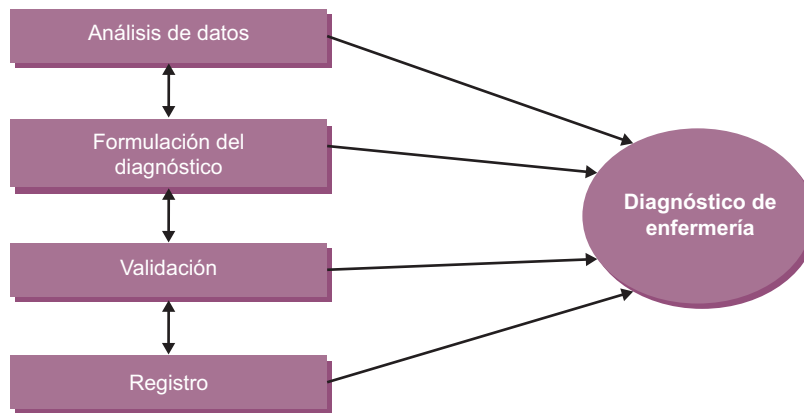 Análisis de datos
Formulación del
diagnóstico
Validación
Registro
Diagnóstico de
enfermería